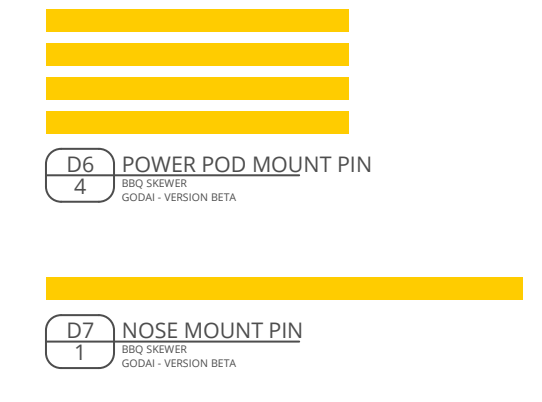 D6
4
POWER POD MOUNT PIN
BBQ SKEWER
GODAI - VERSION BETA
D7
1
NOSE MOUNT PIN
BBQ SKEWER
GODAI - VERSION BETA